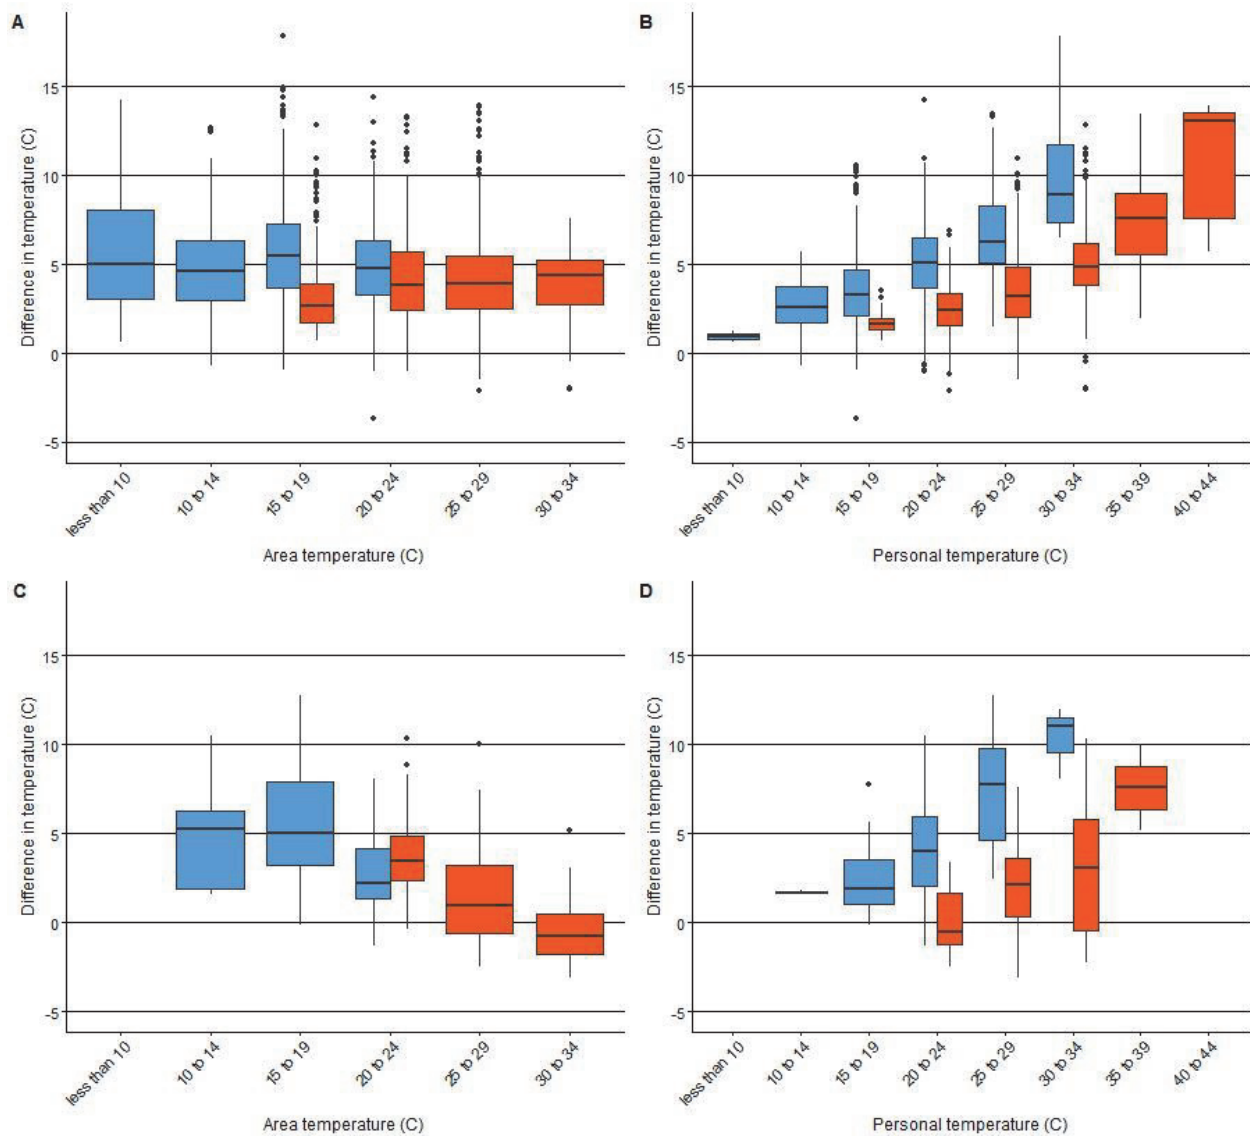 A
Difference in temperature (C)
15
10
5
0
-5
less than 10
10 to 14
15 to 19
20 to 24
25 to 29
30 to 34
Area temperature (C)
B
Difference in temperature (C)
15
10
5
0
-5
less than 10
10 to 14
15 to 19
20 to 24
25 to 29
30 to 34
35 to 39
40 to 44
Personal temperature (C)
C
Difference in temperature (C)
15
10
5
0
-5
less than 10
10 to 14
15 to 19
20 to 24
25 to 29
30 to 34
Area temperature (C)
D
Difference in temperature (C)
15
10
5
0
-5
less than 10
10 to 14
15 to 19
20 to 24
25 to 29
30 to 34
35 to 39
40 to 44
Personal temperature (C)